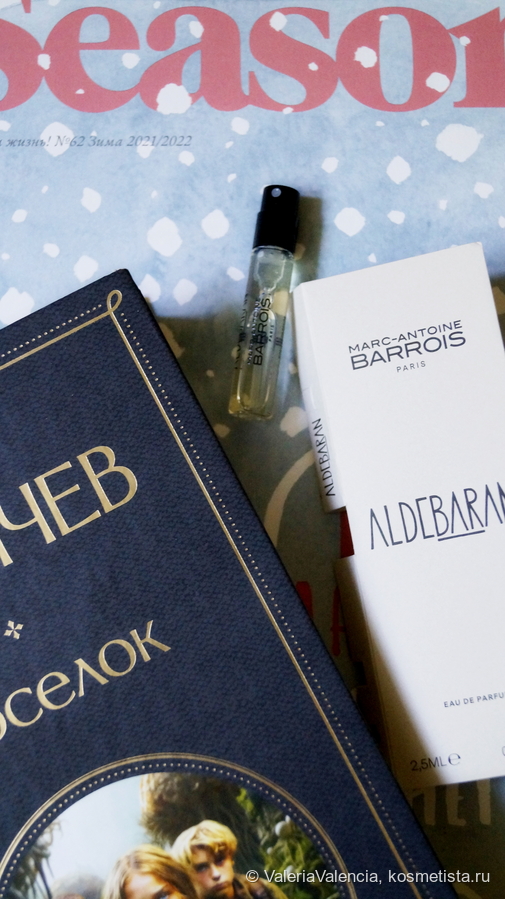 season
жизнь! №62 Зима 2021/2022
MARC-ANTOINE
BARROIS
PARIS
BARROIS
ALDEBARAN
ALDEBARAN
ЧЕВ
оселок
EAU DE PARFU
2,5ML℮
© ValeriaValencia, kosmetista.ru